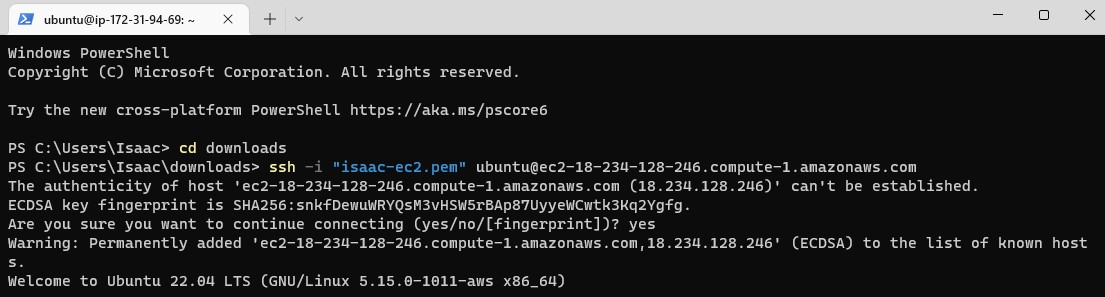 ubuntu@ip-172-31-94-69: ~
Windows PowerShell
Copyright (C) Microsoft Corporation. All rights reserved.
Try the new cross-platform PowerShell https://aka.ms/pscore6
PS C:\Users\Isaac> cd downloads
PS C:\Users\Isaac\downloads> ssh -i "isaac-ec2.pem" ubuntu@ec2-18-234-128-246.compute-1.amazonaws.com
The authenticity of host 'ec2-18-234-128-246.compute-1.amazonaws.com (18.234.128.246)' can't be established.
ECDSA key fingerprint is SHA256:snkfDewuWRYQsM3vHSW5rBAp87UyyeWCwtk3Kq2Ygfg.
Are you sure you want to continue connecting (yes/no/[fingerprint])? yes
Warning: Permanently added 'ec2-18-234-128-246.compute-1.amazonaws.com,18.234.128.246' (ECDSA) to the list of known host
s.
Welcome to Ubuntu 22.04 LTS (GNU/Linux 5.15.0-1011-aws x86_64)